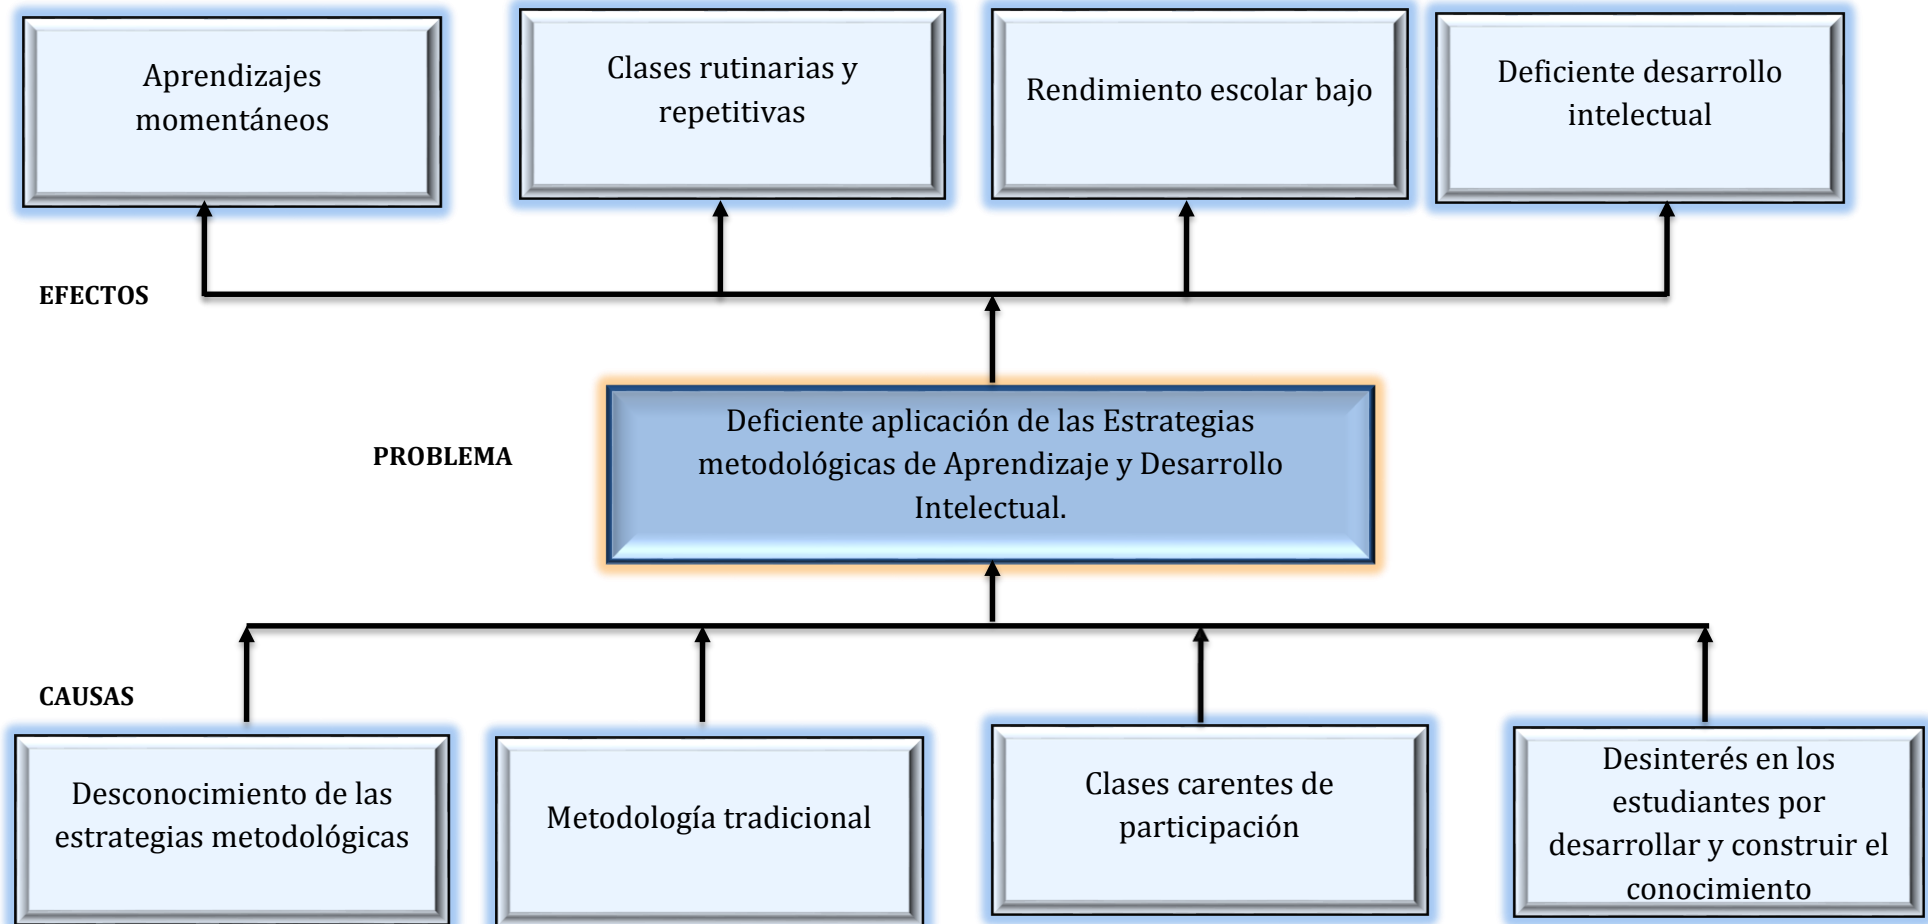 Aprendizajes
momentáneos
Clases rutinarias y
repetitivas
Rendimiento escolar bajo
Deficiente desarrollo
intelectual
EFECTOS
PROBLEMA
Deficiente aplicación de las Estrategias
metodológicas de Aprendizaje y Desarrollo
Intelectual.
CAUSAS
Desconocimiento de las
estrategias metodológicas
Metodología tradicional
Clases carentes de
participación
Desinterés en los
estudiantes por
desarrollar y construir el
conocimiento